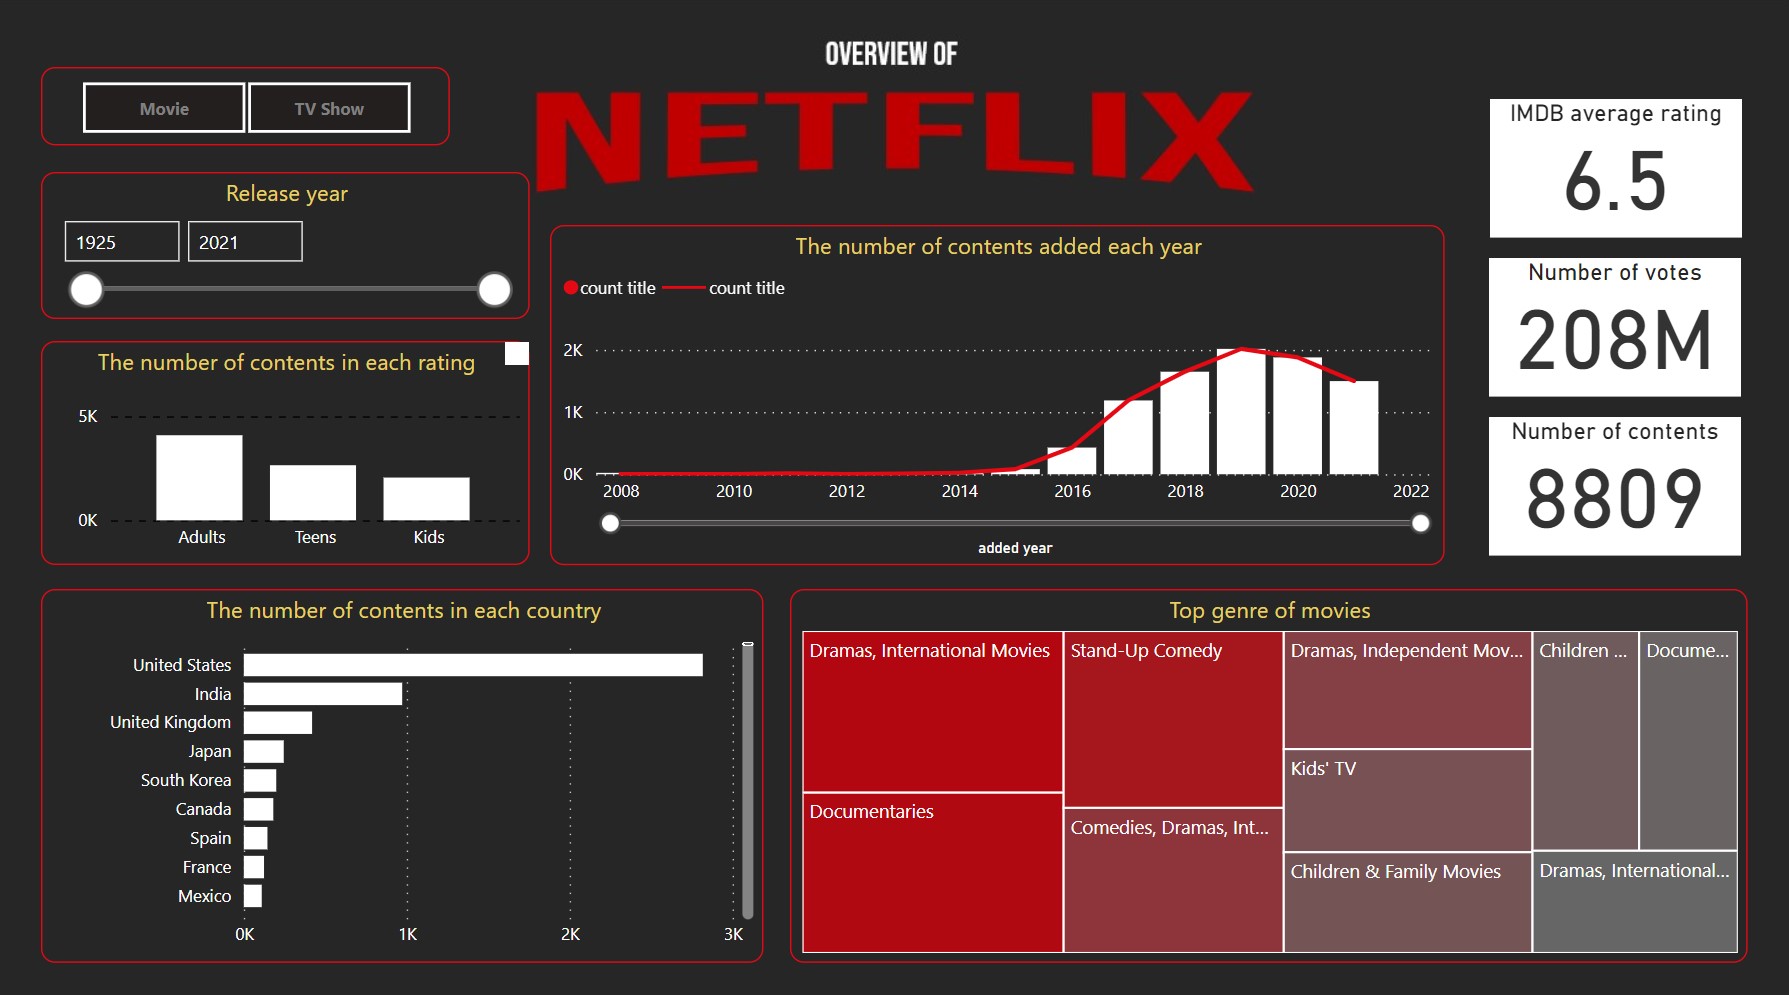 OVERVIEW OF
NETFLIX
Movie
TV Show
Release year
1925
2021
The number of contents in each rating
5K
0K
Adults
Teens
Kids
The number of contents added each year
count title
count title
2K
1K
0K
2008
2010
2012
2014
2016
2018
2020
2022
added year
IMDB average rating
6.5
Number of votes
208M
Number of contents
8809
The number of contents in each country
United States
India
United Kingdom
Japan
South Korea
Canada
Spain
France
Mexico
0K
1K
2K
3K
Top genre of movies
Dramas, International Movies
Documentaries
Stand-Up Comedy
Comedies, Dramas, Int...
Dramas, Independent Mov...
Kids' TV
Children & Family Movies
Children ...
Docume...
Dramas, International...